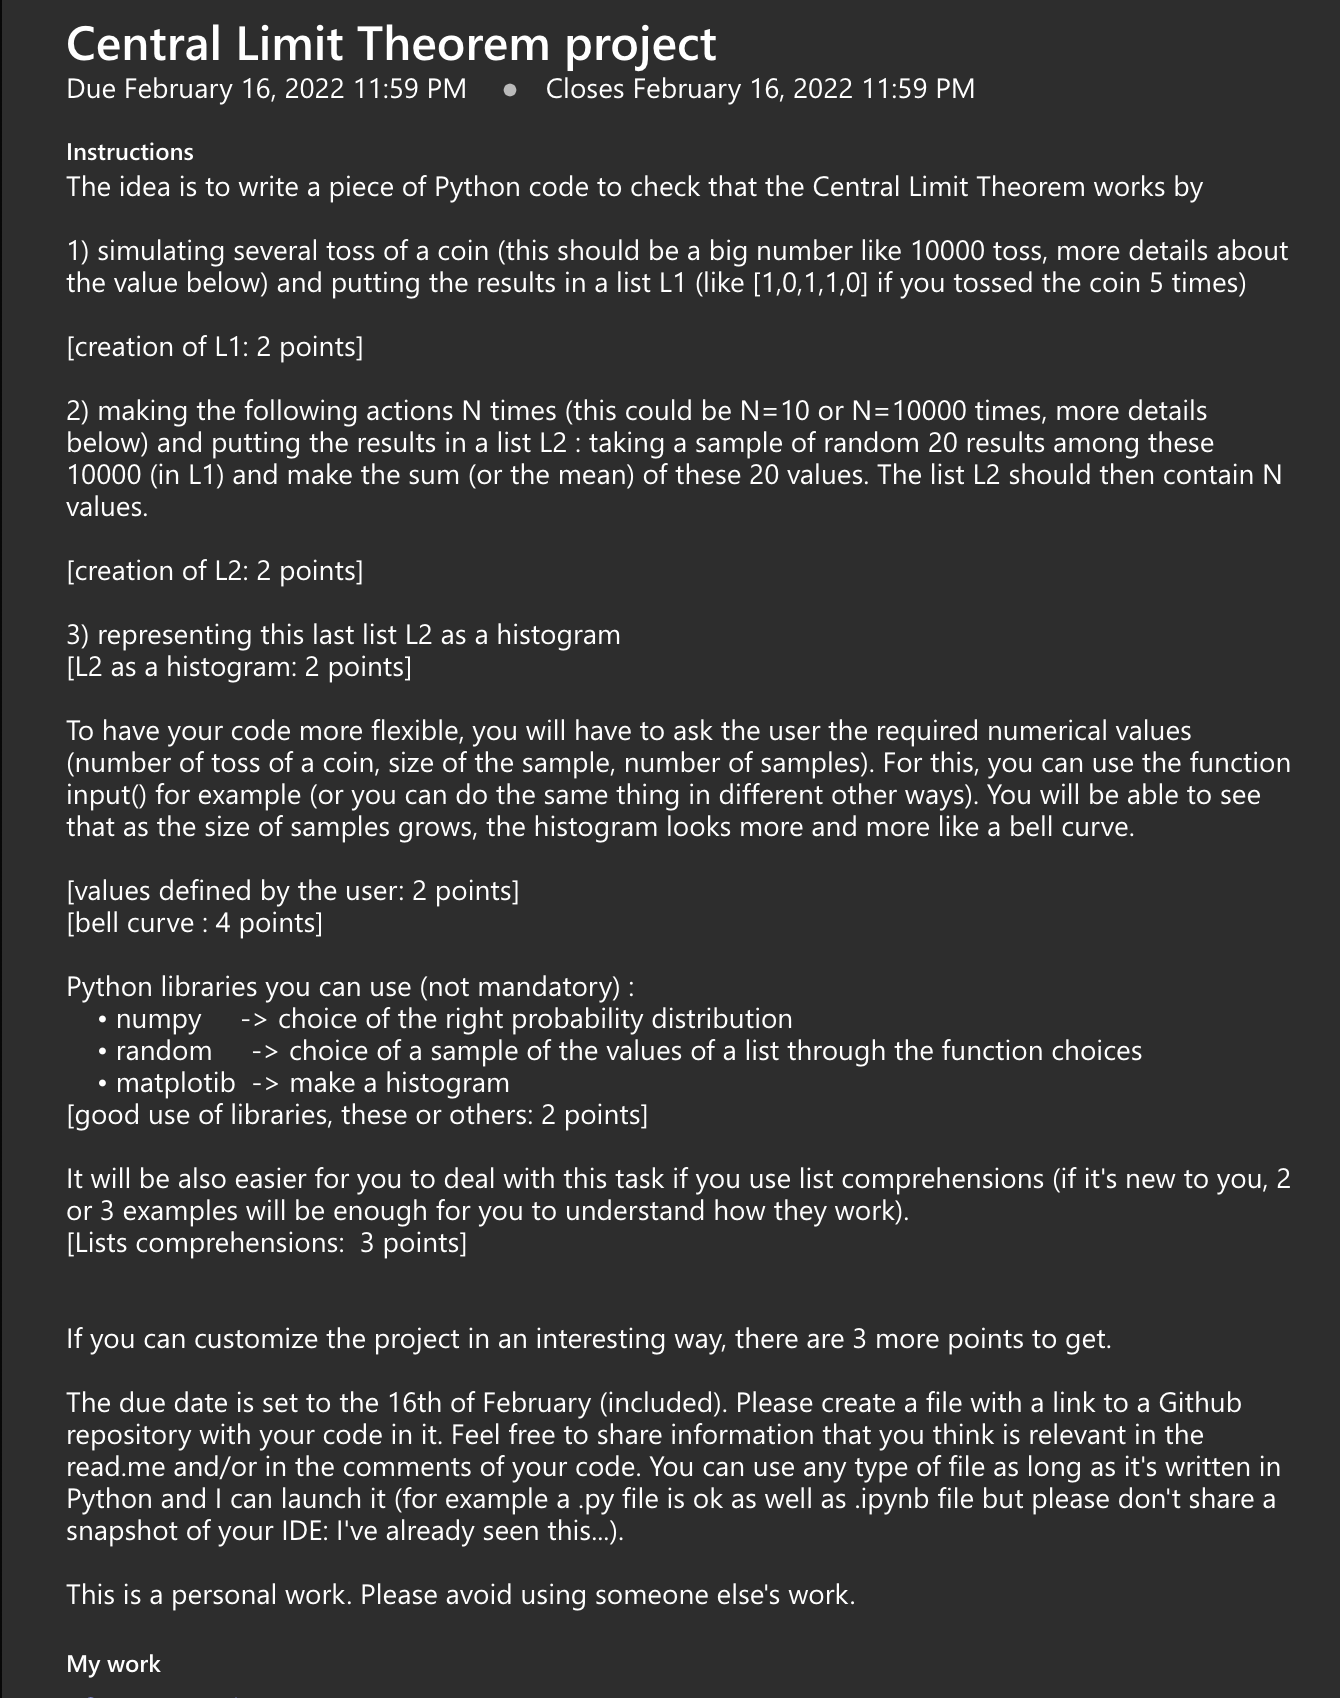 Central Limit Theorem project
Due February 16, 2022 11:59 PM • Closes February 16, 2022 11:59 PM
Instructions
The idea is to write a piece of Python code to check that the Central Limit Theorem works by
1) simulating several toss of a coin (this should be a big number like 10000 toss, more details about
the value below) and putting the results in a list L1 (like [1,0,1,1,0] if you tossed the coin 5 times)
[creation of L1: 2 points]
2) making the following actions N times (this could be N=10 or N=10000 times, more details
below) and putting the results in a list L2 : taking a sample of random 20 results among these
10000 (in L1) and make the sum (or the mean) of these 20 values. The list L2 should then contain N
values.
[creation of L2: 2 points]
3) representing this last list L2 as a histogram
[L2 as a histogram: 2 points]
To have your code more flexible, you will have to ask the user the required numerical values
(number of toss of a coin, size of the sample, number of samples). For this, you can use the function
input() for example (or you can do the same thing in different other ways). You will be able to see
that as the size of samples grows, the histogram looks more and more like a bell curve.
[values defined by the user: 2 points]
[bell curve : 4 points]
Python libraries you can use (not mandatory) :
• numpy -> choice of the right probability distribution
• random -> choice of a sample of the values of a list through the function choices
• matplotib -> make a histogram
[good use of libraries, these or others: 2 points]
It will be also easier for you to deal with this task if you use list comprehensions (if it's new to you, 2
or 3 examples will be enough for you to understand how they work).
[Lists comprehensions: 3 points]
If you can customize the project in an interesting way, there are 3 more points to get.
The due date is set to the 16th of February (included). Please create a file with a link to a Github
repository with your code in it. Feel free to share information that you think is relevant in the
read.me and/or in the comments of your code. You can use any type of file as long as it's written in
Python and I can launch it (for example a .py file is ok as well as .ipynb file but please don't share a
snapshot of your IDE: I've already seen this...).
This is a personal work. Please avoid using someone else's work.
My work